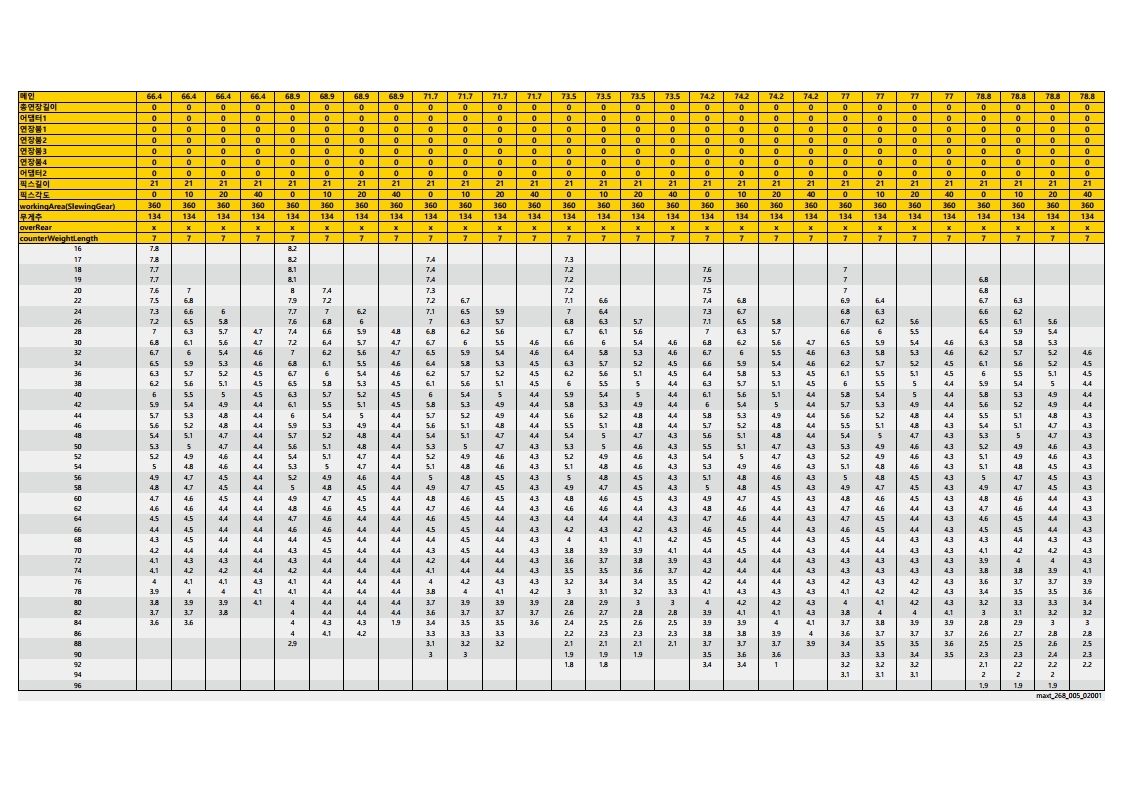 메인 66.4 66.4 66.4 66.4 68.9 68.9 68.9 68.9 71.7 71.7 71.7 71.7 73.5 73.5 73.5 73.5 74.2 74.2 74.2 74.2 77 77 77 77 78.8 78.8 78.8 78.8
총연장길이 0 0 0 0 0 0 0 0 0 0 0 0 0 0 0 0 0 0 0 0 0 0 0 0 0 0 0 0
어댑터1 0 0 0 0 0 0 0 0 0 0 0 0 0 0 0 0 0 0 0 0 0 0 0 0 0 0 0 0
연장붐1 0 0 0 0 0 0 0 0 0 0 0 0 0 0 0 0 0 0 0 0 0 0 0 0 0 0 0 0
연장붐2 0 0 0 0 0 0 0 0 0 0 0 0 0 0 0 0 0 0 0 0 0 0 0 0 0 0 0 0
연장붐3 0 0 0 0 0 0 0 0 0 0 0 0 0 0 0 0 0 0 0 0 0 0 0 0 0 0 0 0
연장붐4 0 0 0 0 0 0 0 0 0 0 0 0 0 0 0 0 0 0 0 0 0 0 0 0 0 0 0 0
어댑터2 0 0 0 0 0 0 0 0 0 0 0 0 0 0 0 0 0 0 0 0 0 0 0 0 0 0 0 0
픽스길이 21 21 21 21 21 21 21 21 21 21 21 21 21 21 21 21 21 21 21 21 21 21 21 21 21 21 21 21
픽스각도 0 10 20 40 0 10 20 40 0 10 20 40 0 10 20 40 0 10 20 40 0 10 20 40 0 10 20 40
workingArea(SlewingGear) 360 360 360 360 360 360 360 360 360 360 360 360 360 360 360 360 360 360 360 360 360 360 360 360 360 360 360 360
무게추 134 134 134 134 134 134 134 134 134 134 134 134 134 134 134 134 134 134 134 134 134 134 134 134 134 134 134 134
overRear x x x x x x x x x x x x x x x x x x x x x x x x x x x x
counterWeightLength 7 7 7 7 7 7 7 7 7 7 7 7 7 7 7 7 7 7 7 7 7 7 7 7 7 7 7 7
16 7.8 8.2
17 7.8 8.2 7.4 7.3
18 7.7 8.1 7.4 7.2 7.6 7
19 7.7 8.1 7.4 7.2 7.5 7 6.8
20 7.6 7 8 7.4 7.3 7.2 7.5 7 6.8
22 7.5 6.8 7.9 7.2 7.2 6.7 7.1 6.6 7.4 6.8 6.9 6.4 6.7 6.3
24 7.3 6.6 6 7.7 7 6.2 7.1 6.5 5.9 7 6.4 7.3 6.7 6.8 6.3 6.6 6.2
26 7.2 6.5 5.8 7.6 6.8 6 7 6.3 5.7 6.8 6.3 5.7 7.1 6.5 5.8 6.7 6.2 5.6 6.5 6.1 5.6
28 7 6.3 5.7 4.7 7.4 6.6 5.9 4.8 6.8 6.2 5.6 6.7 6.1 5.6 7 6.3 5.7 6.6 6 5.5 6.4 5.9 5.4
30 6.8 6.1 5.6 4.7 7.2 6.4 5.7 4.7 6.7 6 5.5 4.6 6.6 6 5.4 4.6 6.8 6.2 5.6 4.7 6.5 5.9 5.4 4.6 6.3 5.8 5.3
32 6.7 6 5.4 4.6 7 6.2 5.6 4.7 6.5 5.9 5.4 4.6 6.4 5.8 5.3 4.6 6.7 6 5.5 4.6 6.3 5.8 5.3 4.6 6.2 5.7 5.2 4.6
34 6.5 5.9 5.3 4.6 6.8 6.1 5.5 4.6 6.4 5.8 5.3 4.5 6.3 5.7 5.2 4.5 6.6 5.9 5.4 4.6 6.2 5.7 5.2 4.5 6.1 5.6 5.2 4.5
36 6.3 5.7 5.2 4.5 6.7 6 5.4 4.6 6.2 5.7 5.2 4.5 6.2 5.6 5.1 4.5 6.4 5.8 5.3 4.5 6.1 5.5 5.1 4.5 6 5.5 5.1 4.5
38 6.2 5.6 5.1 4.5 6.5 5.8 5.3 4.5 6.1 5.6 5.1 4.5 6 5.5 5 4.4 6.3 5.7 5.1 4.5 6 5.5 5 4.4 5.9 5.4 5 4.4
40 6 5.5 5 4.5 6.3 5.7 5.2 4.5 6 5.4 5 4.4 5.9 5.4 5 4.4 6.1 5.6 5.1 4.4 5.8 5.4 5 4.4 5.8 5.3 4.9 4.4
42 5.9 5.4 4.9 4.4 6.1 5.5 5.1 4.5 5.8 5.3 4.9 4.4 5.8 5.3 4.9 4.4 6 5.4 5 4.4 5.7 5.3 4.9 4.4 5.6 5.2 4.9 4.4
44 5.7 5.3 4.8 4.4 6 5.4 5 4.4 5.7 5.2 4.9 4.4 5.6 5.2 4.8 4.4 5.8 5.3 4.9 4.4 5.6 5.2 4.8 4.4 5.5 5.1 4.8 4.3
46 5.6 5.2 4.8 4.4 5.9 5.3 4.9 4.4 5.6 5.1 4.8 4.4 5.5 5.1 4.8 4.4 5.7 5.2 4.8 4.4 5.5 5.1 4.8 4.3 5.4 5.1 4.7 4.3
48 5.4 5.1 4.7 4.4 5.7 5.2 4.8 4.4 5.4 5.1 4.7 4.3 5.4 5 4.7 4.3 5.6 5.1 4.8 4.4 5.4 5 4.7 4.3 5.3 5 4.7 4.3
50 5.3 5 4.7 4.4 5.6 5.1 4.8 4.4 5.3 5 4.7 4.3 5.3 5 4.6 4.3 5.5 5.1 4.7 4.3 5.3 4.9 4.7 4.3 5.2 4.9 4.6 4.3
52 5.2 4.9 4.6 4.4 5.4 5.1 4.7 4.4 5.2 4.9 4.6 4.3 5.2 4.9 4.6 4.3 5.4 5 4.7 4.3 5.2 4.9 4.6 4.3 5.1 4.9 4.6 4.3
54 5 4.8 4.6 4.4 5.3 5 4.7 4.4 5.1 4.8 4.6 4.3 5.1 4.8 4.6 4.3 5.2 4.9 4.6 4.3 5.1 4.8 4.6 4.3 5.1 4.8 4.5 4.3
56 4.9 4.7 4.5 4.4 5.2 4.9 4.6 4.4 5 4.8 4.5 4.3 5 4.8 4.5 4.3 5.1 4.8 4.6 4.3 5 4.8 4.5 4.3 5 4.7 4.5 4.3
58 4.8 4.7 4.5 4.4 5 4.8 4.5 4.4 4.9 4.7 4.5 4.3 4.9 4.7 4.5 4.3 5 4.8 4.5 4.3 4.9 4.7 4.5 4.3 4.9 4.7 4.5 4.3
60 4.7 4.6 4.5 4.4 4.9 4.7 4.5 4.4 4.8 4.6 4.5 4.3 4.8 4.6 4.5 4.3 4.9 4.7 4.5 4.3 4.8 4.6 4.5 4.3 4.8 4.6 4.4 4.3
62 4.6 4.6 4.4 4.4 4.8 4.6 4.5 4.4 4.7 4.6 4.4 4.3 4.6 4.5 4.4 4.3 4.8 4.6 4.5 4.3 4.7 4.6 4.4 4.3 4.7 4.6 4.4 4.3
64 4.5 4.5 4.4 4.4 4.7 4.6 4.4 4.4 4.6 4.5 4.4 4.3 4.4 4.4 4.4 4.3 4.7 4.6 4.4 4.3 4.6 4.5 4.4 4.3 4.5 4.5 4.4 4.3
66 4.4 4.5 4.4 4.4 4.6 4.5 4.4 4.4 4.5 4.5 4.4 4.3 4.2 4.3 4.2 4.3 4.6 4.5 4.4 4.3 4.6 4.5 4.4 4.3 4.4 4.4 4.4 4.3
68 4.3 4.5 4.4 4.4 4.5 4.5 4.4 4.4 4.4 4.5 4.4 4.3 4 4.1 4.1 4.2 4.5 4.5 4.4 4.3 4.5 4.4 4.4 4.3 4.3 4.3 4.4 4.3
70 4.2 4.4 4.4 4.3 4.5 4.4 4.4 4.4 4.3 4.5 4.4 4.3 3.8 3.9 3.9 4.1 4.4 4.5 4.4 4.3 4.4 4.4 4.4 4.3 4.1 4.2 4.2 4.3
72 4.1 4.3 4.3 4.3 4.4 4.4 4.4 4.4 4.2 4.4 4.4 4.3 3.6 3.7 3.8 3.9 4.3 4.4 4.4 4.3 4.3 4.4 4.3 4.3 3.9 4 4 4.3
74 4.1 4.2 4.2 4.3 4.2 4.4 4.4 4.4 4.1 4.4 4.4 4.3 3.5 3.5 3.6 3.7 4.2 4.4 4.4 4.3 4.3 4.3 4.3 4.3 3.8 3.8 3.9 4.1
76 4 4.1 4.1 4.3 4.1 4.4 4.4 4.4 4 4.2 4.3 4.3 3.2 3.4 3.4 3.5 4.2 4.4 4.3 4.3 4.2 4.3 4.3 4.3 3.6 3.7 3.7 3.9
78 3.9 4 4 4.1 4.1 4.4 4.4 4.4 3.8 4 4.1 4.2 3 3.1 3.2 3.3 4.1 4.3 4.3 4.3 4.1 4.2 4.2 4.3 3.4 3.5 3.5 3.6
80 3.8 3.9 3.9 4.1 4 4.4 4.4 4.4 3.7 3.9 3.9 3.9 2.8 2.9 3 3 4 4.2 4.2 4.3 4 4.1 4.2 4.3 3.2 3.3 3.3 3.4
82 3.7 3.7 3.8 4 4.4 4.4 4.4 3.6 3.7 3.7 3.7 2.6 2.7 2.8 2.8 3.9 4.1 4.1 4.3 3.8 4 4 4.1 3 3.1 3.2 3.2
84 3.6 3.6 4 4.3 4.3 1.9 3.4 3.5 3.5 3.6 2.4 2.5 2.6 2.5 3.9 3.9 4 4.1 3.7 3.8 3.9 3.9 2.8 2.9 3 3
86 4 4.1 4.2 3.3 3.3 3.3 2.2 2.3 2.3 2.3 3.8 3.8 3.9 4 3.6 3.7 3.7 3.7 2.6 2.7 2.8 2.8
88 2.9 3.1 3.2 3.2 2.1 2.1 2.1 2.1 3.7 3.7 3.7 3.9 3.4 3.5 3.5 3.6 2.5 2.5 2.6 2.5
90 3 3 1.9 1.9 1.9 3.5 3.6 3.6 3.3 3.3 3.4 3.5 2.3 2.3 2.4 2.3
92 1.8 1.8 3.4 3.4 1 3.2 3.2 3.2 2.1 2.2 2.2 2.2
94 3.1 3.1 3.1 2 2 2
96 1.9 1.9 1.9
maxt_268_005_02001